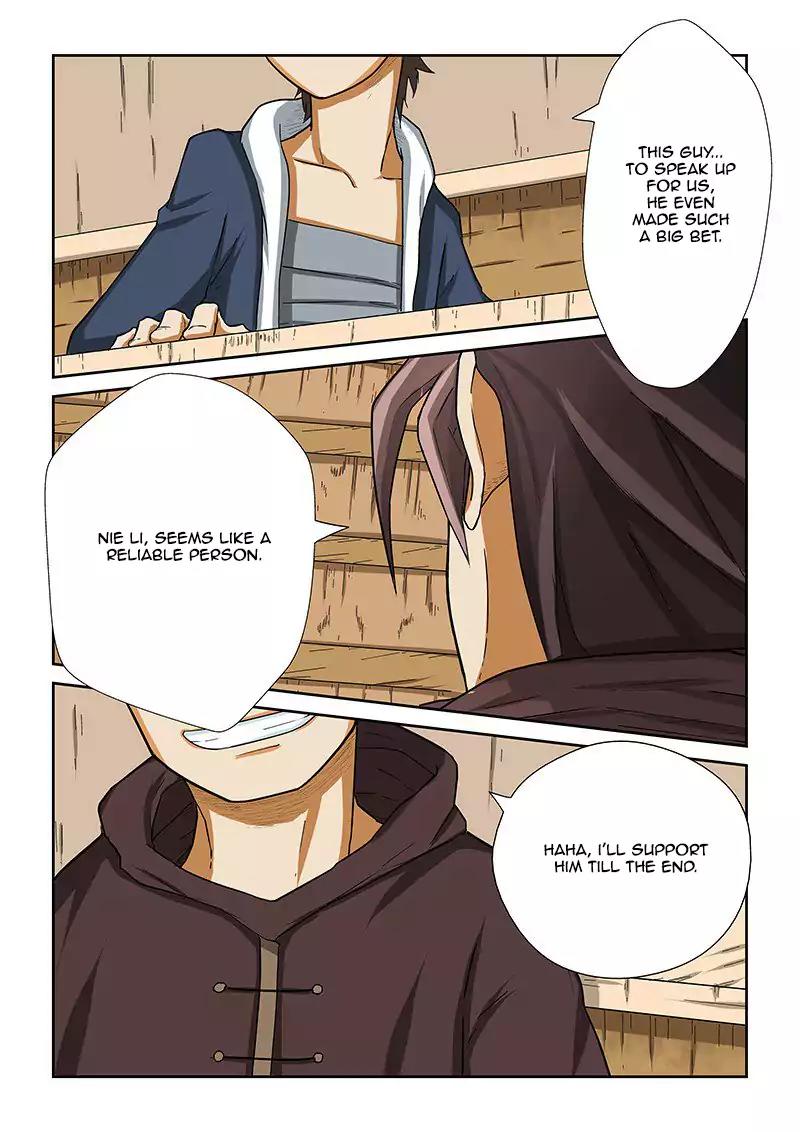 THIS GUY...
TO SPEAK UP
FOR US,
HE EVEN
MADE SUCH
A BIG BET.
NIE LI, SEEMS LIKE A
RELIABLE PERSON.
HAHA, I'LL SUPPORT
HIM TILL THE END.